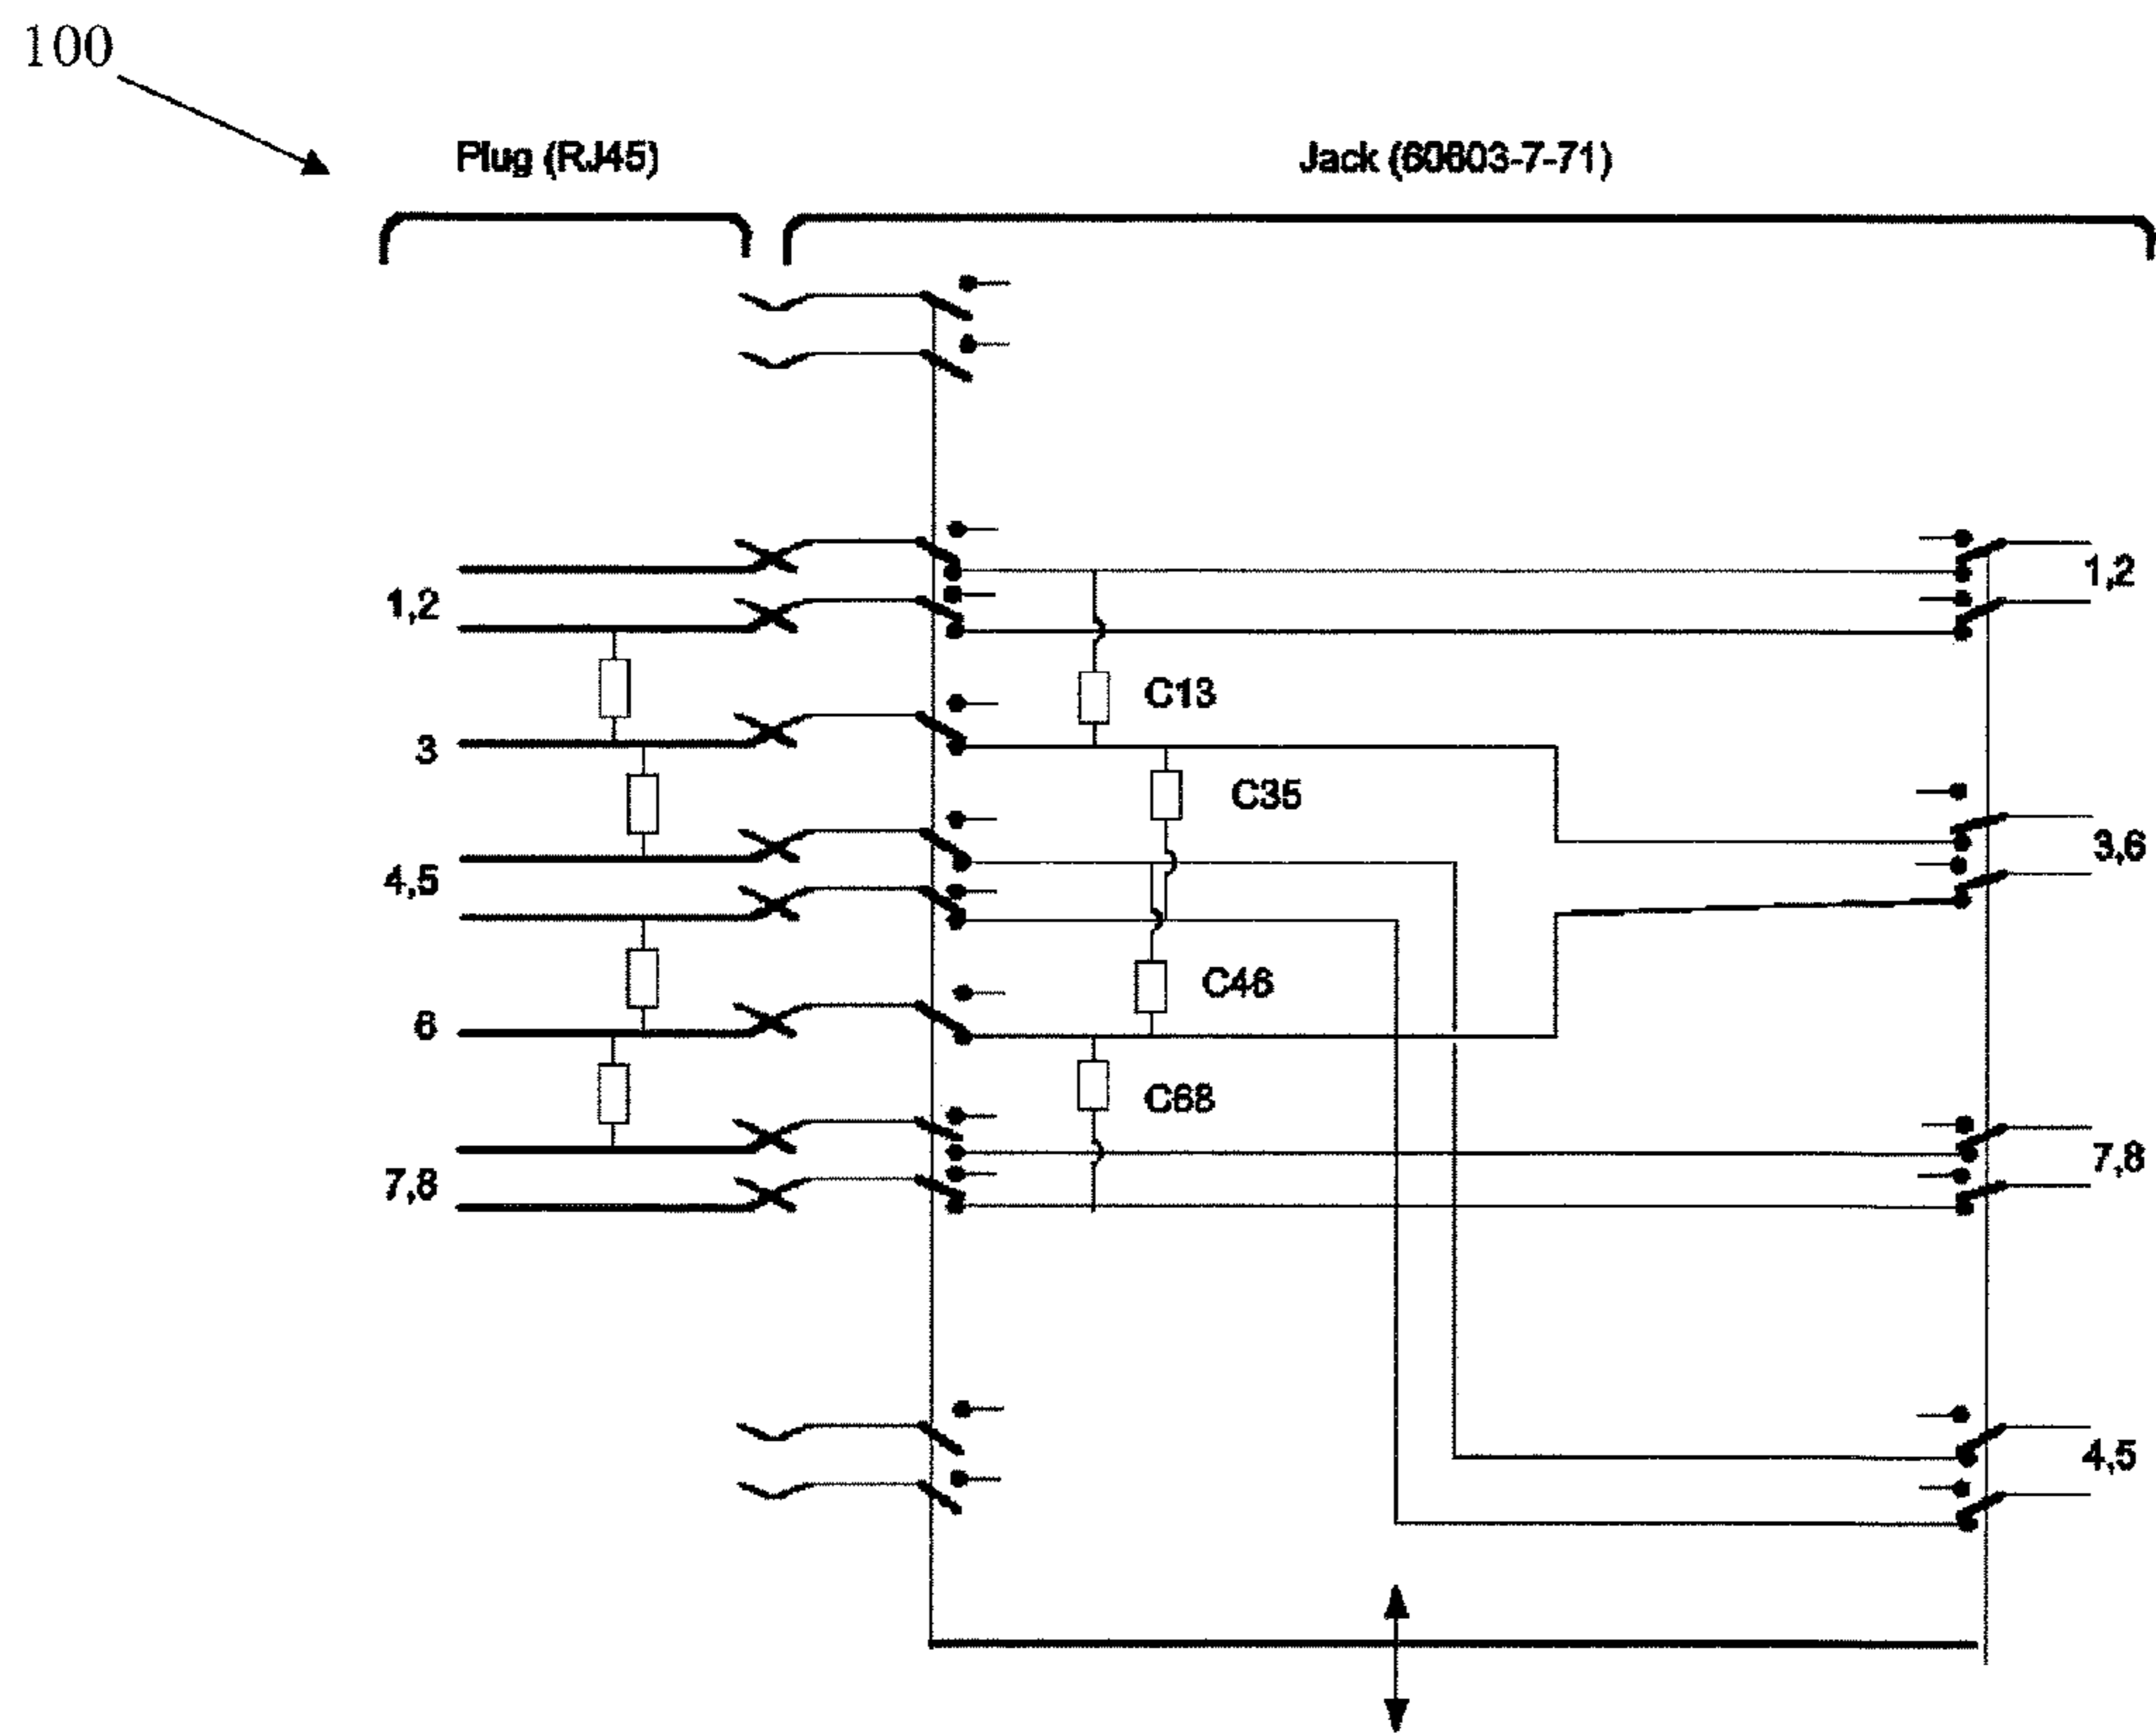 100
Plug (RJ45)
Jack (60603-7-71)
1,2
1,2
C13
3
C35
3,6
4,5
C46
6
C68
7,8
7,8
4,5